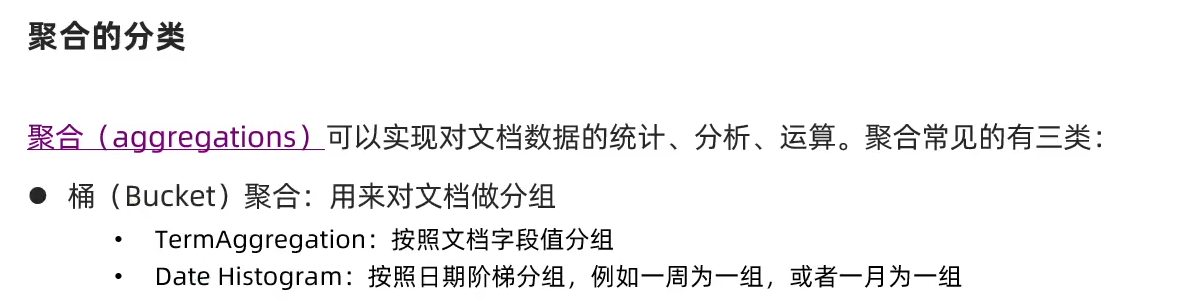 聚合的分类
聚合（aggregations）可以实现对文档数据的统计、分析、运算。聚合常见的有三类：
● 桶（Bucket）聚合：用来对文档做分组
• TermAggregation：按照文档字段值分组
• Date Histogram：按照日期阶梯分组，例如一周为一组，或者一月为一组